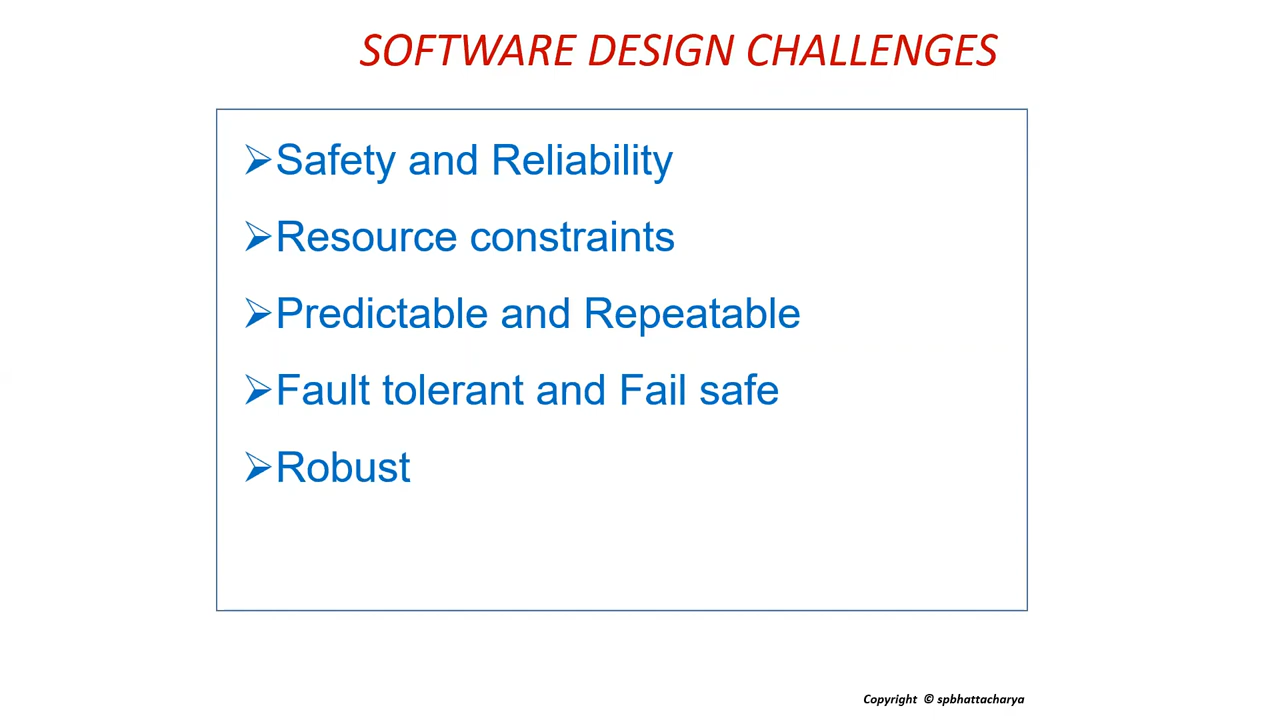 SOFTWARE DESIGN CHALLENGES
➢Safety and Reliability
➢Resource constraints
➢Predictable and Repeatable
➢Fault tolerant and Fail safe
➢Robust
Copyright © spbhattacharya